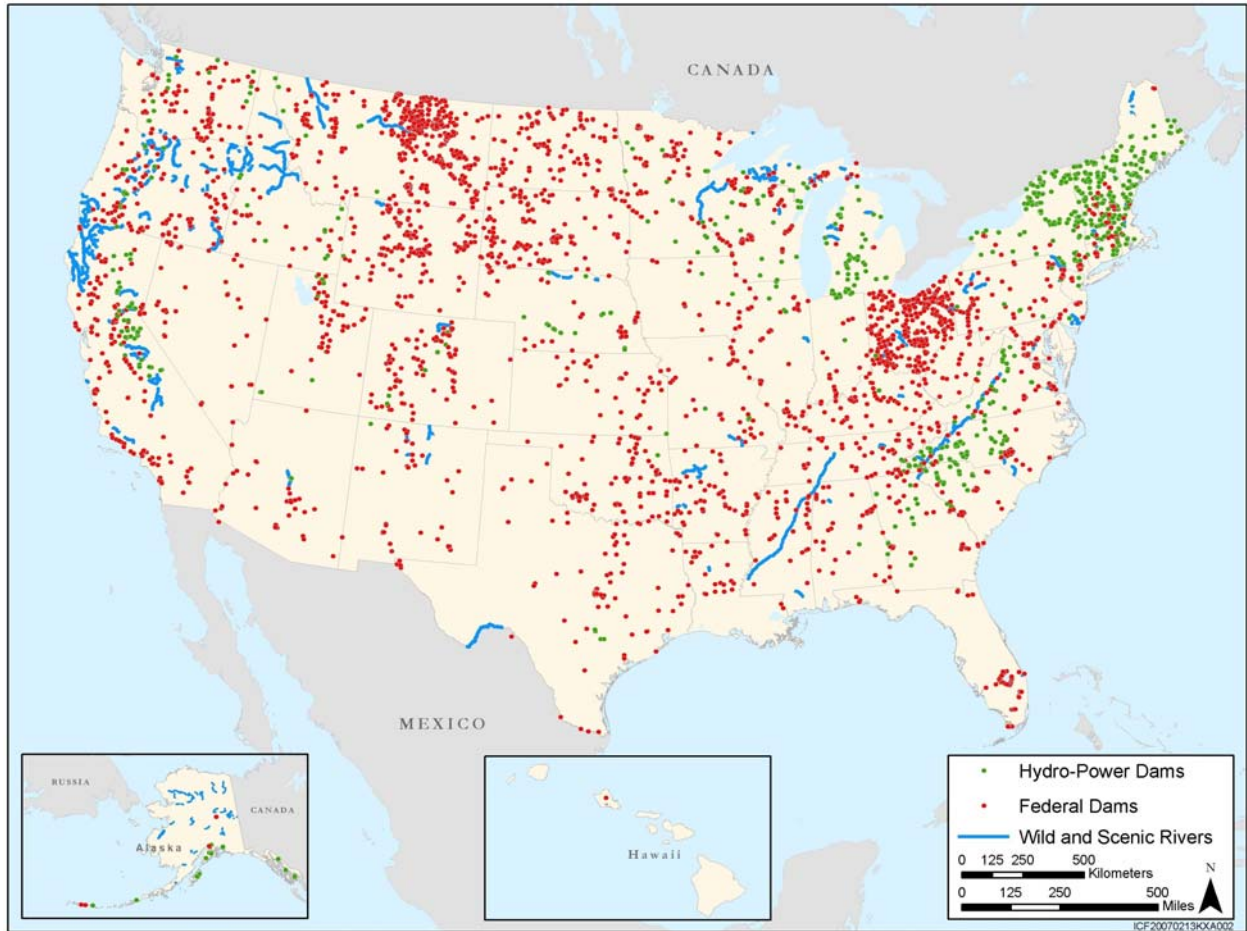 CANADA
MEXICO
RUSSIA
CANADA
Alaska
Hawaii
Hydro-Power Dams
Federal Dams
Wild and Scenic Rivers
0 125 250 500
Kilometers
N
0 125 250 500
Miles
ICF20070213KXA002